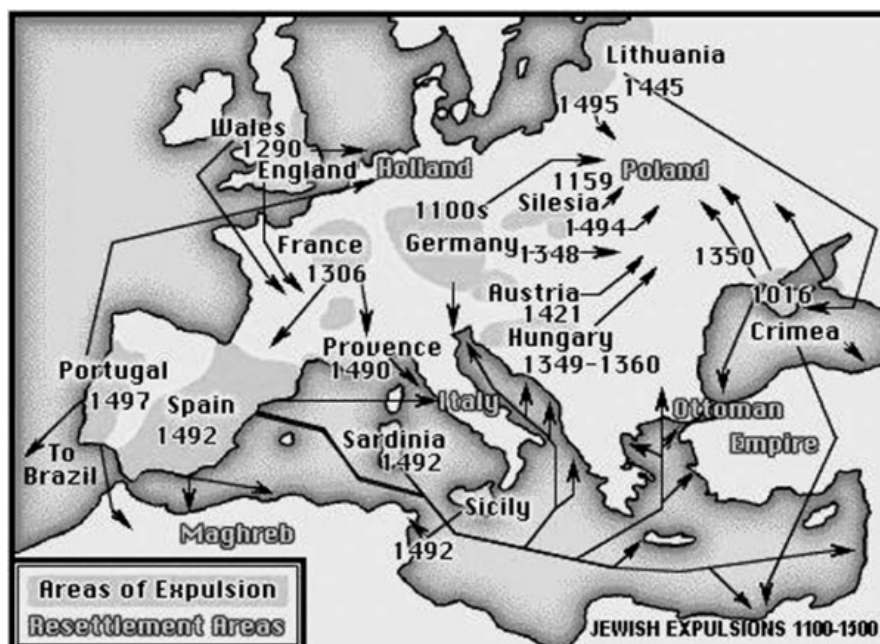 Lithuania
1445
1495
Wales
1290
England
Holland
Poland
1159
Silesia
1100s
1494
Germany
1348
France
1306
1350
1016
Crimea
Austria
1421
Hungary
1349-1360
Provence
1490
Portugal
1497
Spain
1492
Italy
Ottoman
Empire
Sardinia
1492
To
Brazil
Sicily
1492
Maghreb
Areas of Expulsion
Resettlement Areas
JEWISH EXPULSIONS 1100-1500